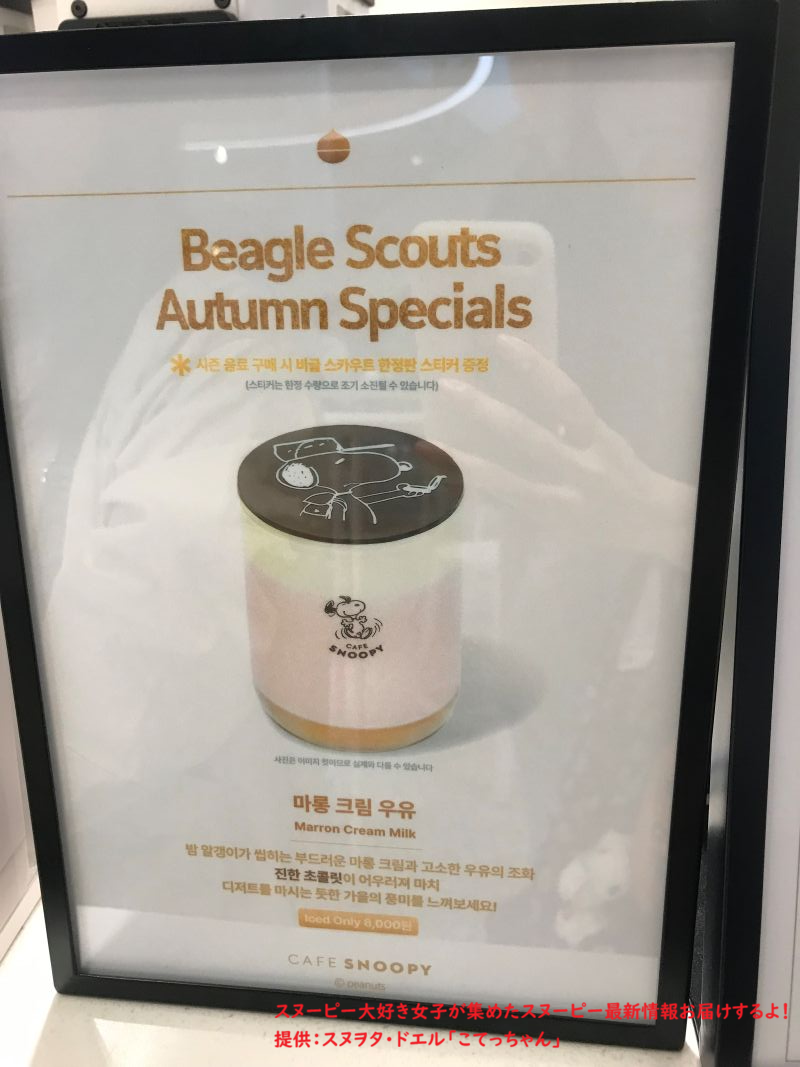 Beagle Scouts
Autumn Specials
* 시즌 음료 구매 시 비글 스카우트 한정판 스티커 증정
(스티커는 한정 수량으로 조기 소진될 수 있습니다)
CAFE
SNOOPY
사진은 이미지 컷이므로 실제와 다를 수 있습니다
마롱 크림 우유
Marron Cream Milk
밤 알갱이가 씹히는 부드러운 마롱 크림과 고소한 우유의 조화
진한 초콜릿이 어우러져 마치
디저트를 마시는 듯한 가을의 풍미를 느껴보세요!
Iced Only 8,000원
CAFE SNOOPY
© peanuts
スヌーピー大好き女子が集めたスヌーピー最新情報お届けするよ!
提供:スヌヲタ・ドエル「こてっちゃん」